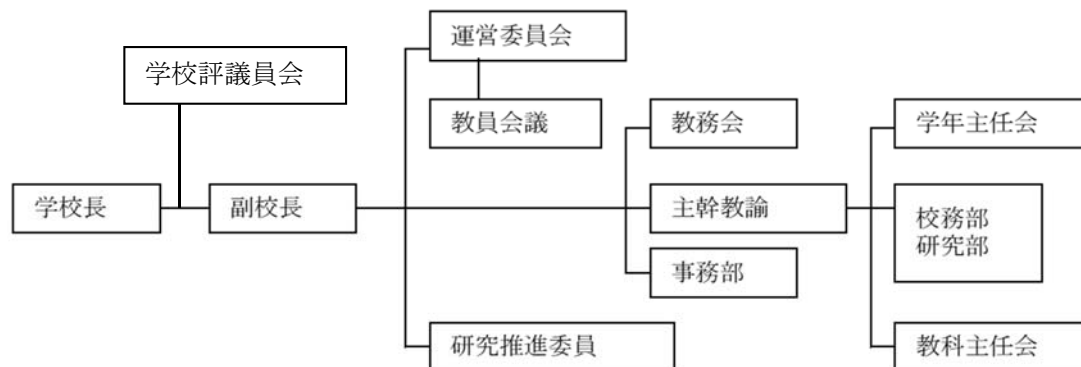 運営委員会
学校評議員会
教員会議
教務会
学年主任会
学校長
副校長
主幹教諭
校務部
研究部
事務部
研究推進委員
教科主任会